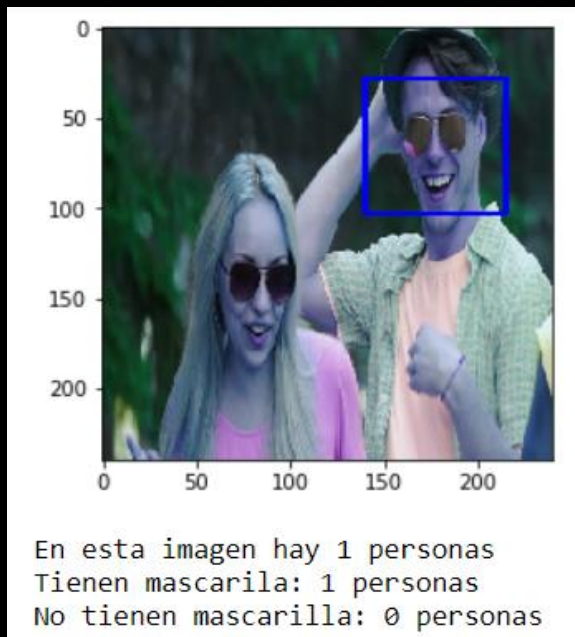 0
50
100
150
200
0 50 100 150 200
En esta imagen hay 1 personas
Tienen mascarila: 1 personas
No tienen mascarilla: 0 personas